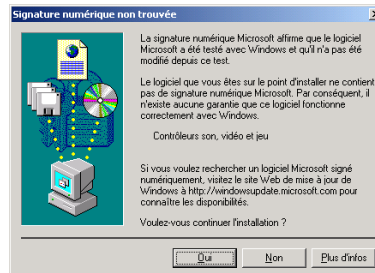 Signature numérique non trouvée
La signature numérique Microsoft affirme que le logiciel
Microsoft a été testé avec Windows et qu'il n'a pas été
modifié depuis ce test.
Le logiciel que vous êtes sur le point d'installer ne contient
pas de signature numérique Microsoft. Par conséquent, il
n'existe aucune garantie que ce logiciel fonctionne
correctement avec Windows.
Contrôleurs son, vidéo et jeu
Si vous voulez rechercher un logiciel Microsoft signé
numériquement, visitez le site Web de mise à jour de
Windows à http://windowsupdate.microsoft.com pour
connaître les disponibilités.
Voulez-vous continuer l'installation ?
Oui Non Plus d'infos